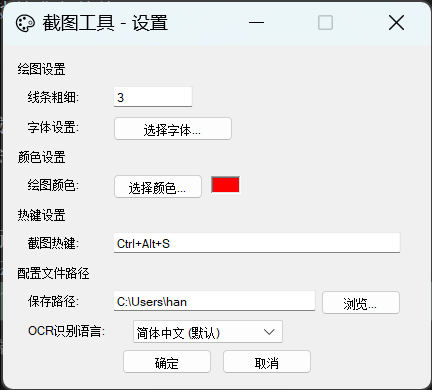 截图工具 - 设置
绘图设置
线条粗细: 3
字体设置: 选择字体...
颜色设置
绘图颜色: 选择颜色...
热键设置
截图热键: Ctrl+Alt+S
配置文件路径
保存路径: C:\Users\han 浏览...
OCR识别语言: 简体中文 (默认)
确定 取消